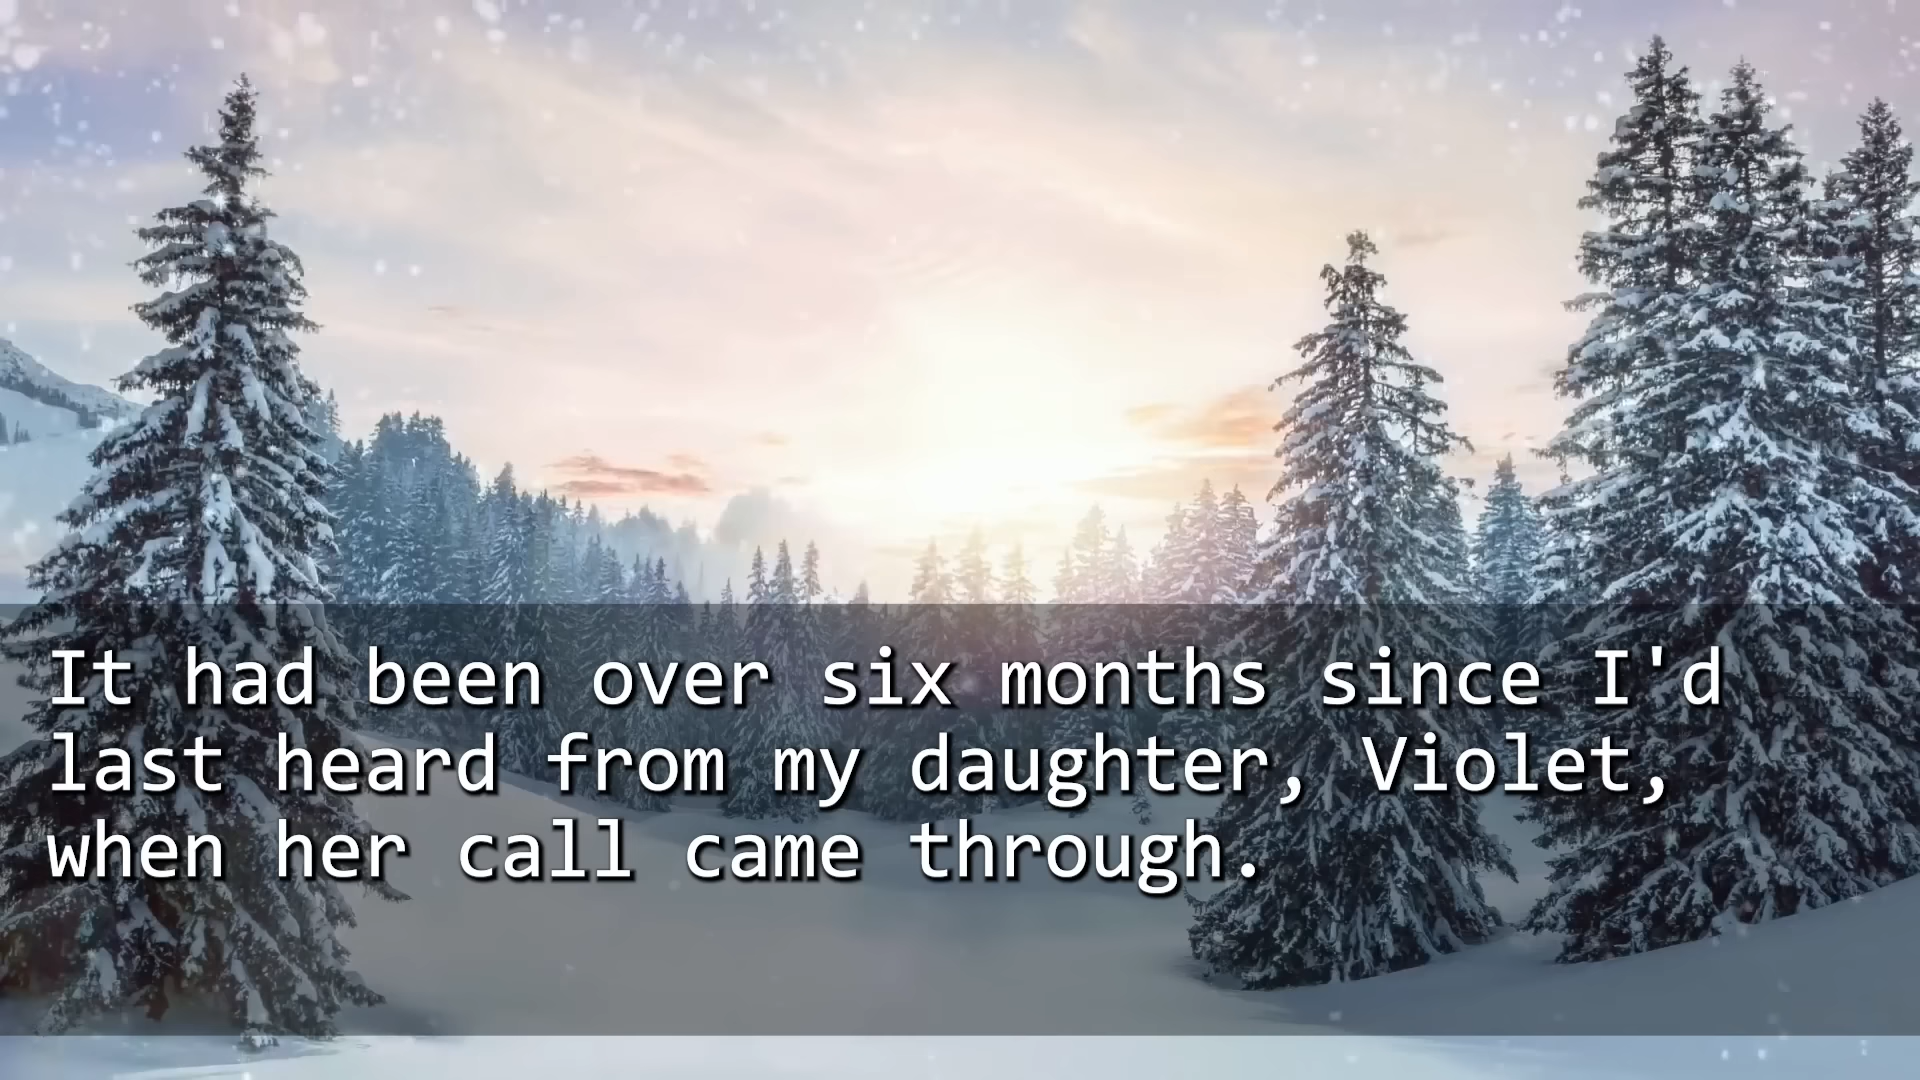 It had been over six months since I'd
last heard from my daughter, Violet,
when her call came through.